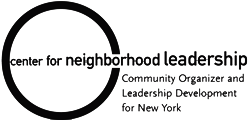 center for neighborhood leadership
Community Organizer and
Leadership Development
for New York